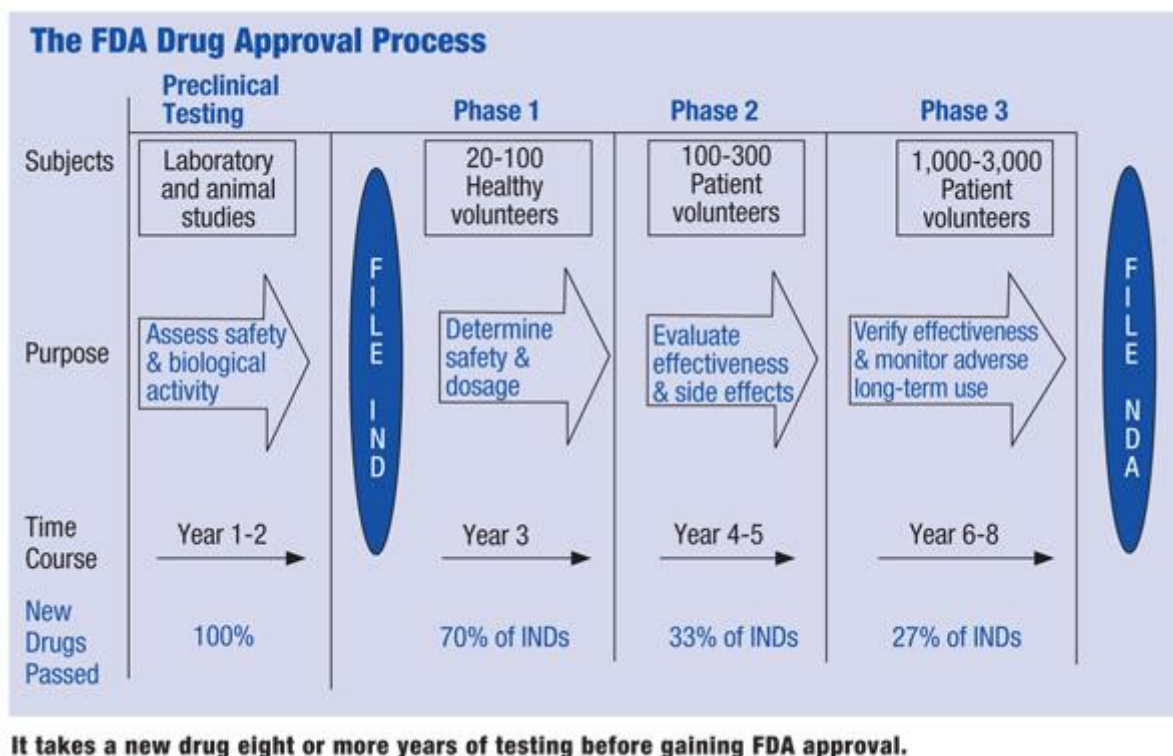 The FDA Drug Approval Process
Preclinical
Testing
Phase 1
Phase 2
Phase 3
Subjects
Laboratory
and animal
studies
20-100
Healthy
volunteers
100-300
Patient
volunteers
1,000-3,000
Patient
volunteers
FILE IND
FILE NDA
Purpose
Assess safety
& biological
activity
Determine
safety &
dosage
Evaluate
effectiveness
& side effects
Verify effectiveness
& monitor adverse
long-term use
Time
Course
Year 1-2
Year 3
Year 4-5
Year 6-8
New
Drugs
Passed
100%
70% of INDs
33% of INDs
27% of INDs
It takes a new drug eight or more years of testing before gaining FDA approval.